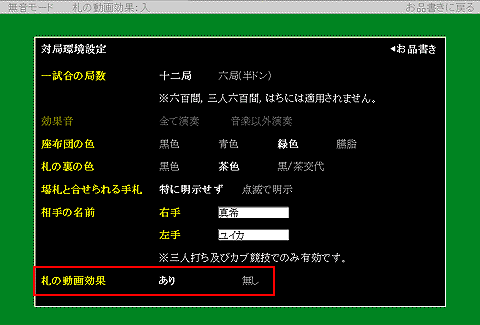 無音モード 札の動画効果:入 お品書きに戻る
対局環境設定 ◀お品書き
一試合の局数 十二局 六局(半ドン)
※六百間, 三人六百間, はちには適用されません。
効果音 全て演奏 音楽以外演奏
座布団の色 黒色 青色 緑色 臙脂
札の裏の色 黒色 茶色 黒/茶交代
場札と合せられる手札 特に明示せず 点滅で明示
相手の名前 右手 真希
左手 ユイカ
※三人打ち及びカブ競技でのみ有効です。
札の動画効果 あり 無し